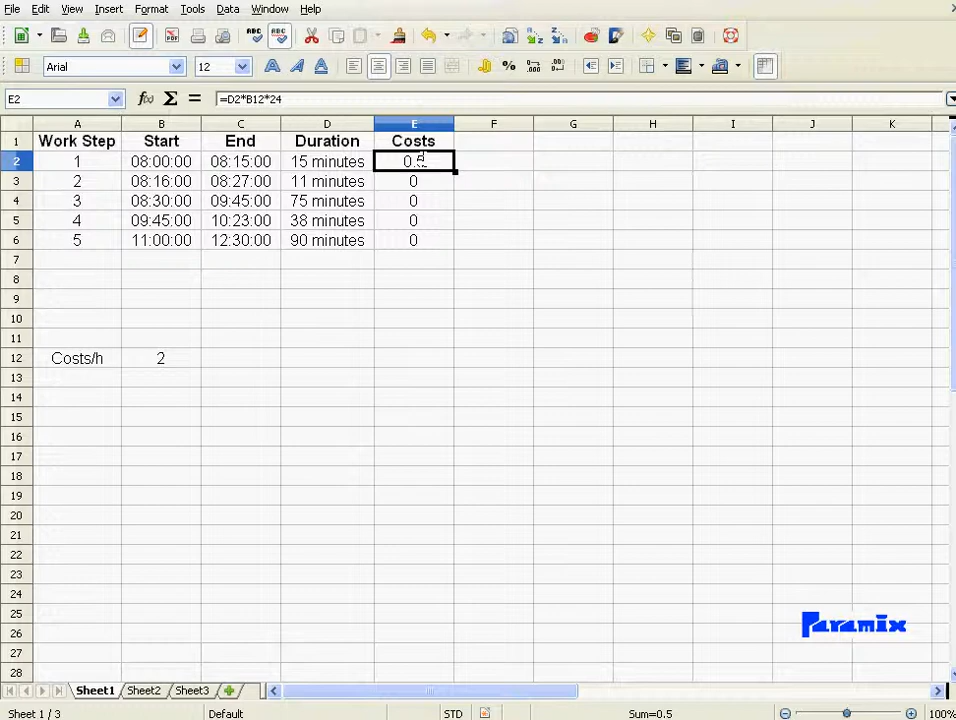 File Edit View Insert Format Tools Data Window Help
ABC ABC
Arial 12 A A A %
E2 f(x) Σ = =D2*B12*24
A B C D E F G H I J K
1 Work Step Start End Duration Costs
2 1 08:00:00 08:15:00 15 minutes 0.5
3 2 08:16:00 08:27:00 11 minutes 0
4 3 08:30:00 09:45:00 75 minutes 0
5 4 09:45:00 10:23:00 38 minutes 0
6 5 11:00:00 12:30:00 90 minutes 0
7
8
9
10
11
12 Costs/h 2
13
14
15
16
17
18
19
20
21
22
23
24
25
Paramix
26
27
28
Sheet1 Sheet2 Sheet3
Sheet 1 / 3 Default STD Sum=0.5 100%